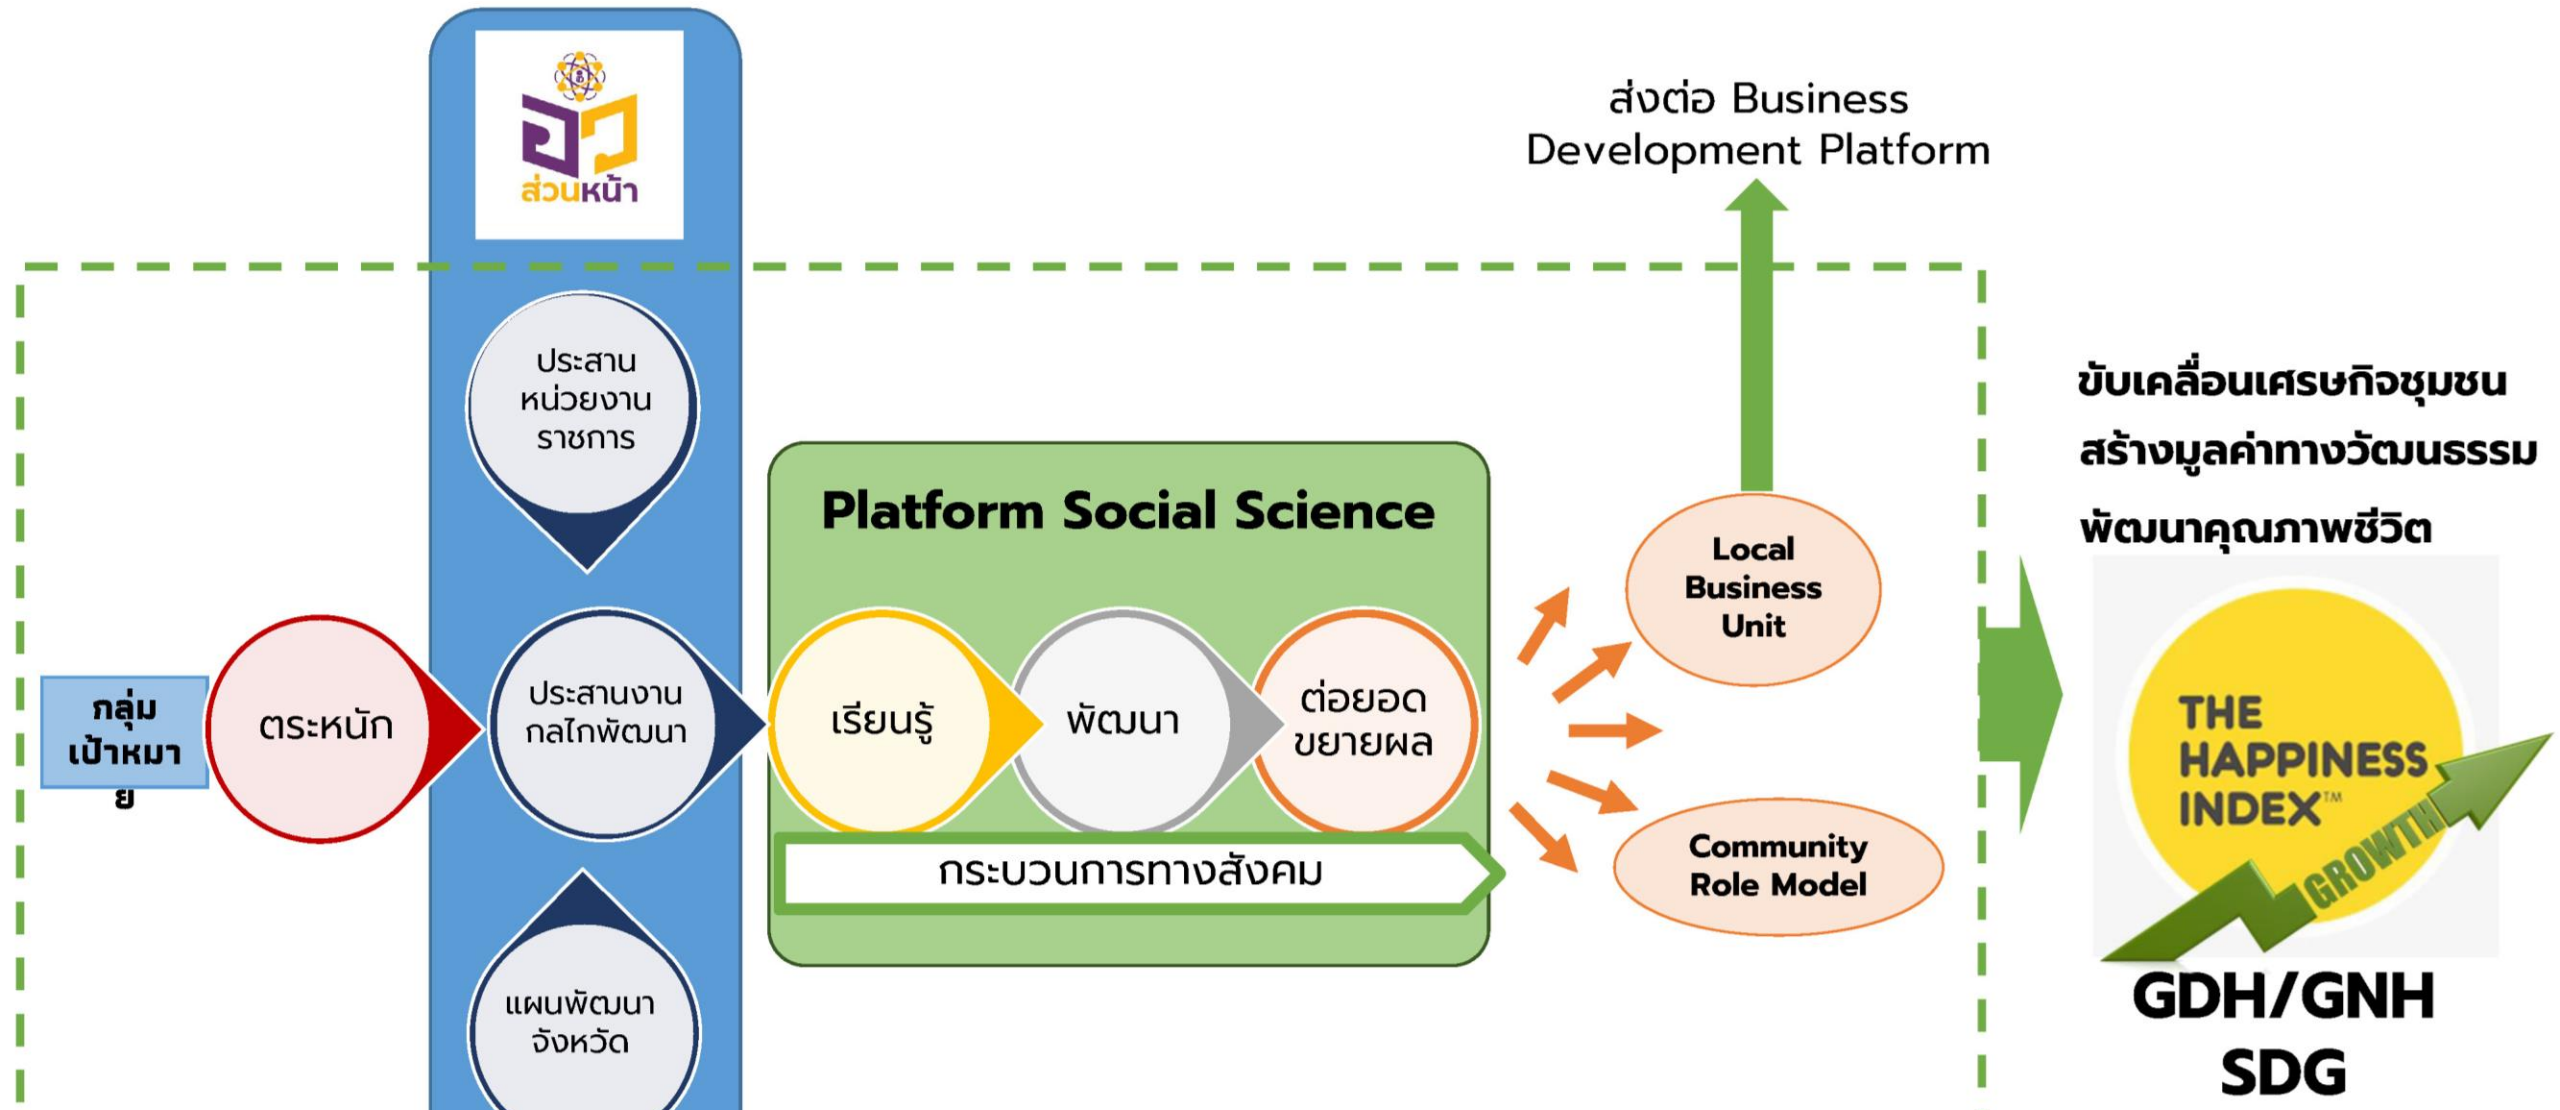 อว
ส่วนหน้า
ส่งต่อ Business
Development Platform
ประสาน
หน่วยงาน
ราชการ
ขับเคลื่อนเศรษกิจชุมชน
สร้างมูลค่าทางวัฒนธรรม
พัฒนาคุณภาพชีวิต
Platform Social Science
Local
Business
Unit
กลุ่ม
เป้าหมา
ย
ตระหนัก
ประสานงาน
กลไกพัฒนา
เรียนรู้
พัฒนา
ต่อยอด
ขยายผล
กระบวนการทางสังคม
Community
Role Model
THE
HAPPINESS
INDEX™
GROWTH
แผนพัฒนา
จังหวัด
GDH/GNH
SDG